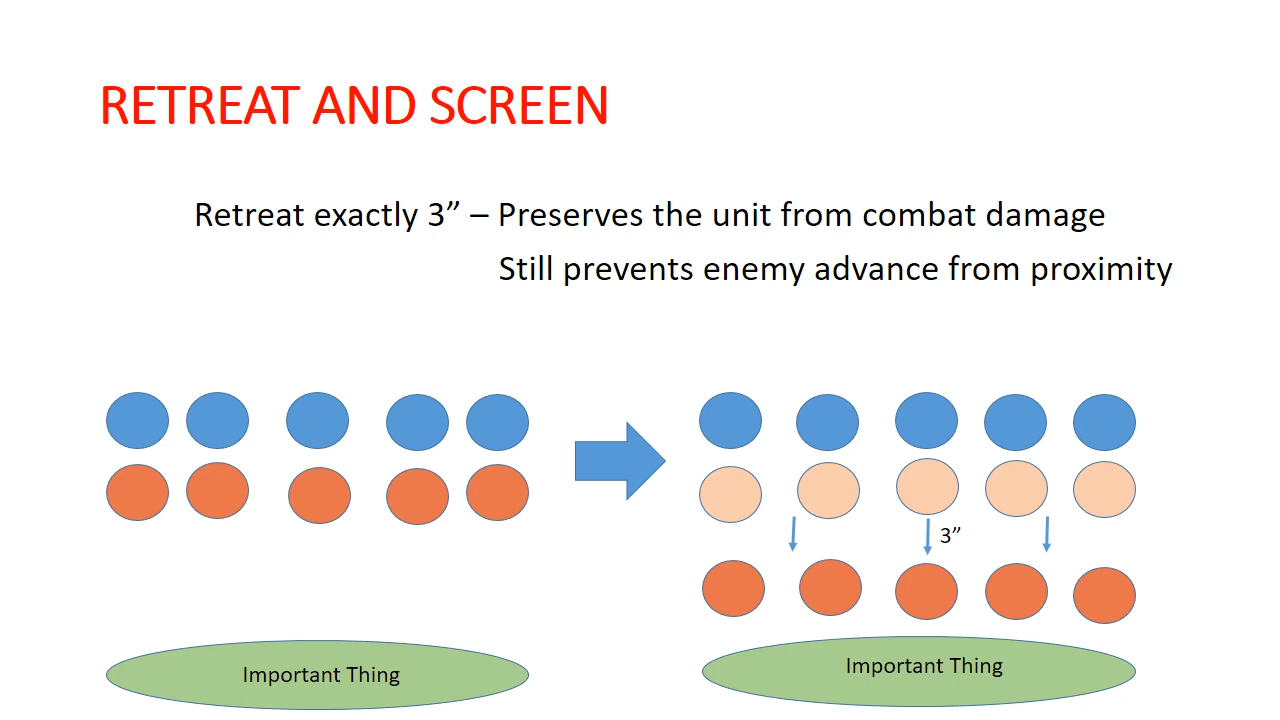 RETREAT AND SCREEN
Retreat exactly 3” – Preserves the unit from combat damage
Still prevents enemy advance from proximity
3”
Important Thing
Important Thing